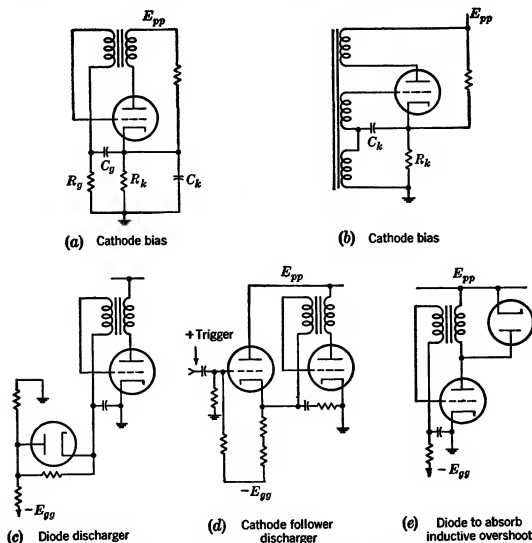 E_pp
C_g
R_g
R_k
C_k
(a) Cathode bias
E_pp
C_k
R_k
(b) Cathode bias
-E_gg
(c) Diode discharger
E_pp
+Trigger
-E_gg
(d) Cathode follower
discharger
E_pp
-E_gg
(e) Diode to absorb
inductive overshoot